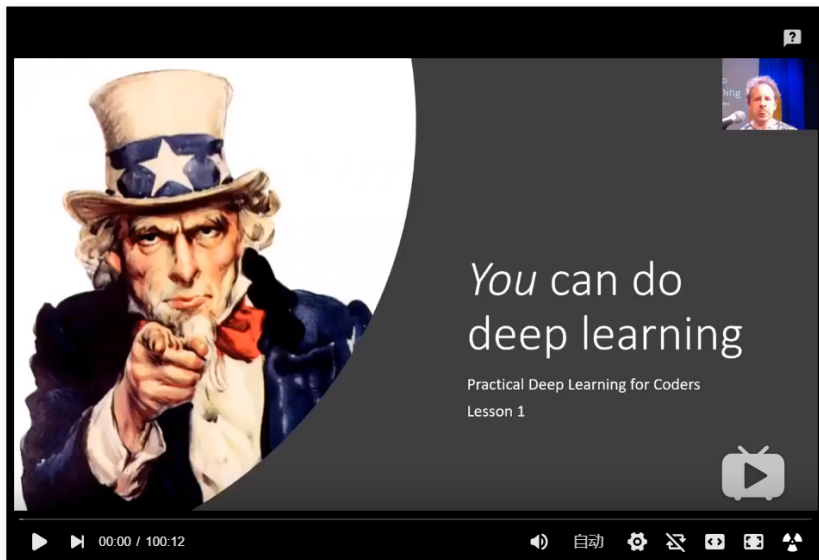 ?
You can do
deep learning
Practical Deep Learning for Coders
Lesson 1
00:00 / 100:12
自动